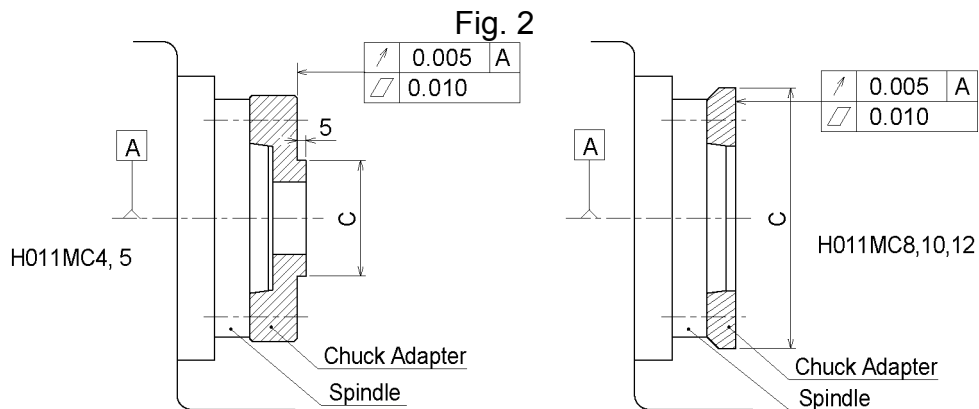 Fig. 2
0.005 A
0.010
5
A
C
H011MC4, 5
Chuck Adapter
Spindle
0.005 A
0.010
A
C
H011MC8,10,12
Chuck Adapter
Spindle